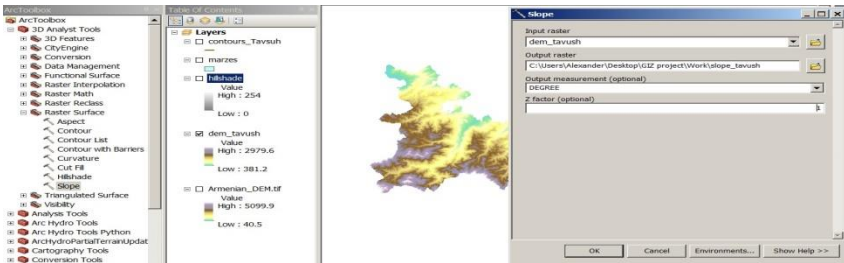 ArcToolbox
ArcToolbox
3D Analyst Tools
3D Features
CityEngine
Conversion
Data Management
Functional Surface
Raster Interpolation
Raster Math
Raster Reclass
Raster Surface
Aspect
Contour
Contour List
Contour with Barriers
Curvature
Cut Fill
Hillshade
Slope
Triangulated Surface
Visibility
Analysis Tools
Arc Hydro Tools
Arc Hydro Tools Python
ArcHydroPartialTerrainUpdat
Cartography Tools
Conversion Tools
Table Of Contents
Layers
contours_Tavsuh
marzes
hillshade
Value
High : 254
Low : 0
dem_tavush
Value
High : 2979.6
Low : 381.2
Armenian_DEM.tif
Value
High : 5099.9
Low : 40.5
Slope
Input raster
dem_tavush
Output raster
C:\Users\Alexander\Desktop\GIZ project\Work\slope_tavush
Output measurement (optional)
DEGREE
Z factor (optional)
1
OK
Cancel
Environments...
Show Help >>